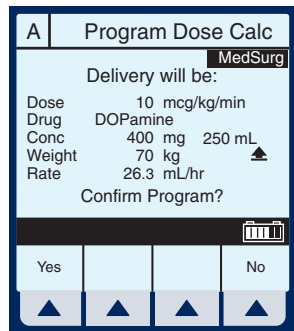 A Program Dose Calc
MedSurg
Delivery will be:
Dose 10 mcg/kg/min
Drug DOPamine
Conc 400 mg 250 mL
Weight 70 kg
Rate 26.3 mL/hr
Confirm Program?
Yes No